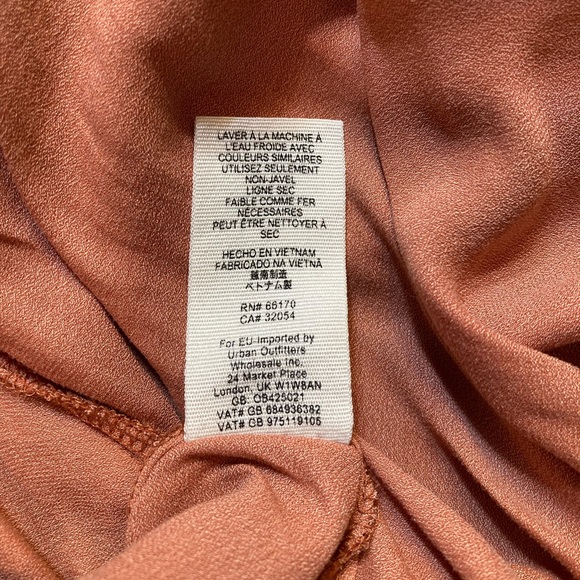 LAVER À LA MACHINE À
L'EAU FROIDE AVEC
COULEURS SIMILAIRES
UTILISEZ SEULEMENT
NON-JAVEL
LIGNE SEC
FAIBLE COMME FER
NÉCESSAIRES
PEUT ÊTRE NETTOYER À
SEC
HECHO EN VIETNAM
FABRICADO NA VIETNÃ
越南制造
ベトナム製
RN# 66170
CA# 32054
For EU-Imported by
Urban Outfitters
Wholesale Inc.
24 Market Place
London, UK W1W8AN
GB: OB425021
VAT# GB 684936382
VAT# GB 975119105